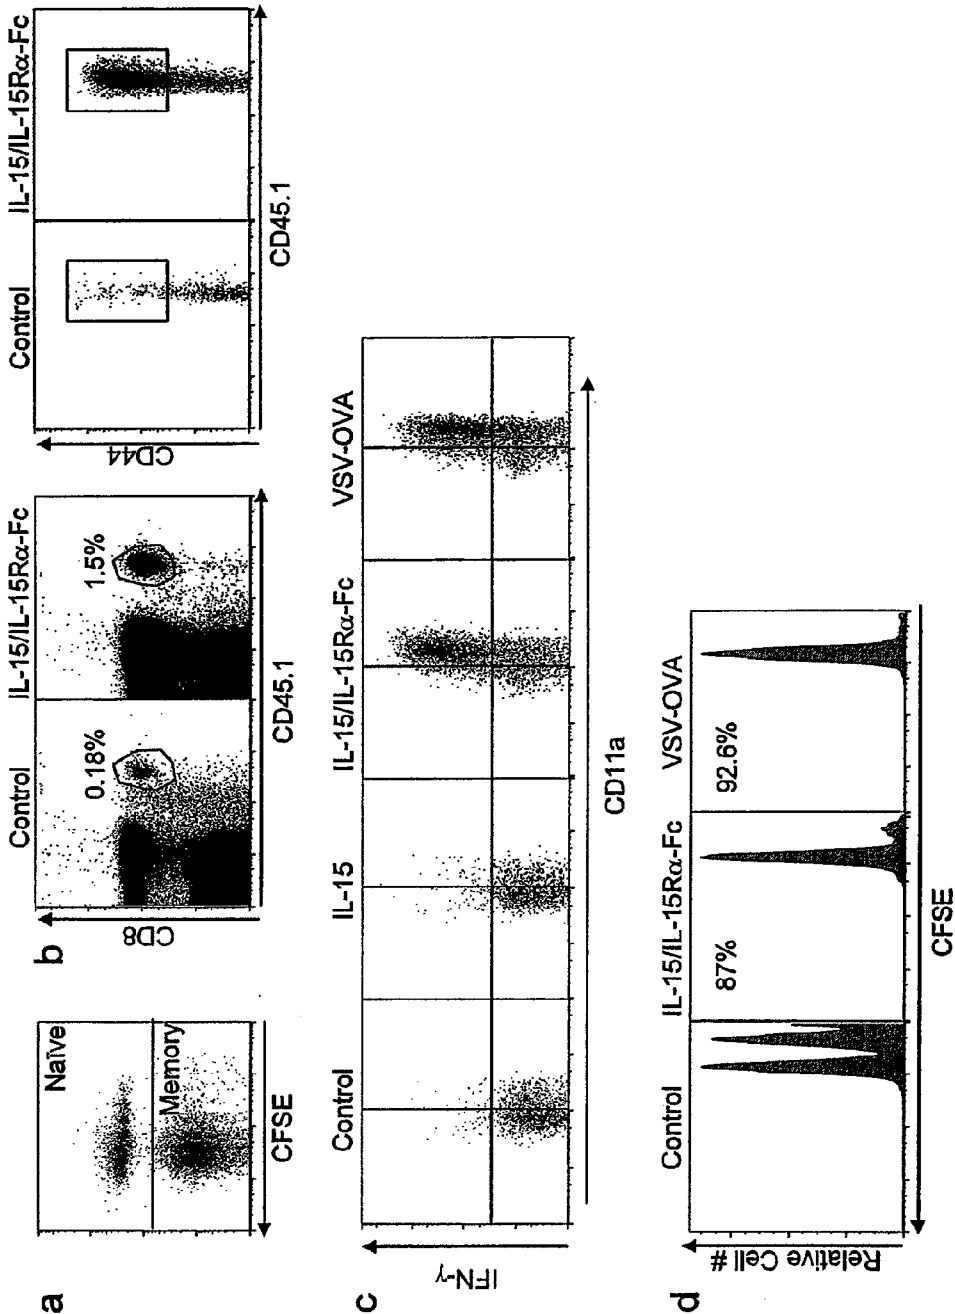 a
Naïve
Memory
CFSE
b
Control
IL-15/IL-15Rα-Fc
0.18%
1.5%
CD8
CD45.1
Control
IL-15/IL-15Rα-Fc
CD44
CD45.1
c
Control
IL-15
IL-15/IL-15Rα-Fc
VSV-OVA
IFN-γ
CD11a
d
Control
IL-15/IL-15Rα-Fc
VSV-OVA
87%
92.6%
Relative Cell #
CFSE